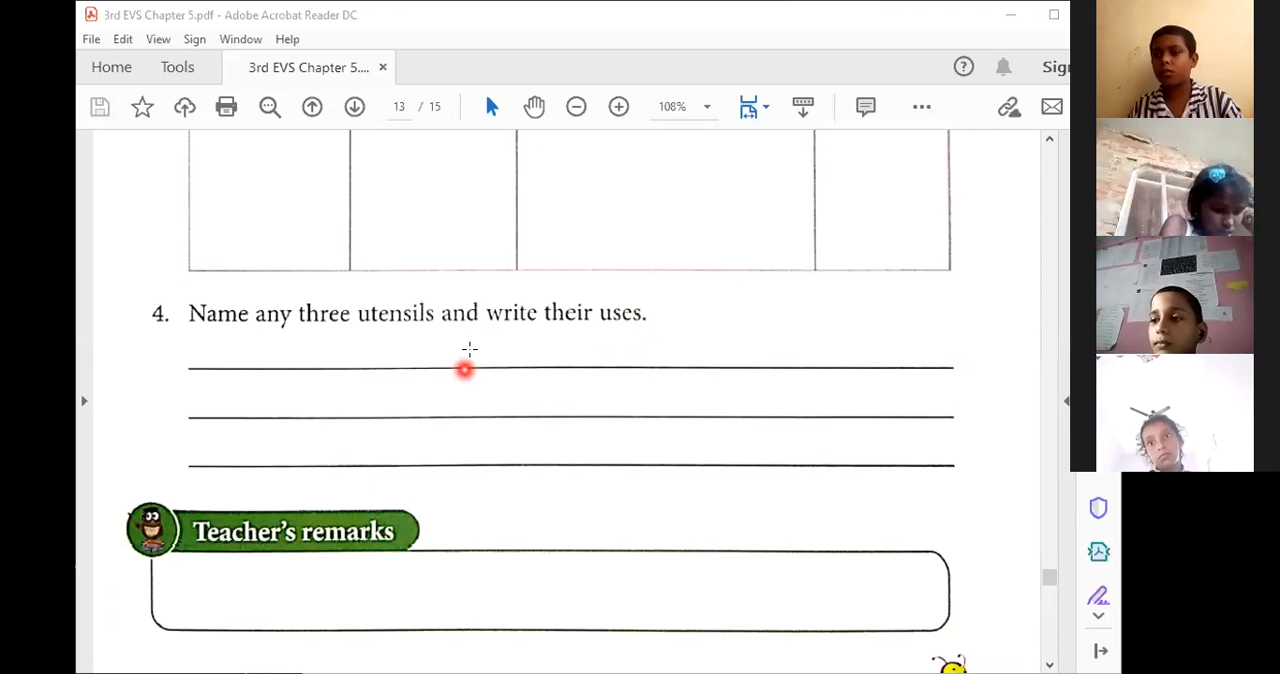 3rd EVS Chapter 5.pdf - Adobe Acrobat Reader DC
File Edit View Sign Window Help
Home Tools 3rd EVS Chapter 5.... × Sign
13 / 15 108%
4. Name any three utensils and write their uses.
Teacher's remarks